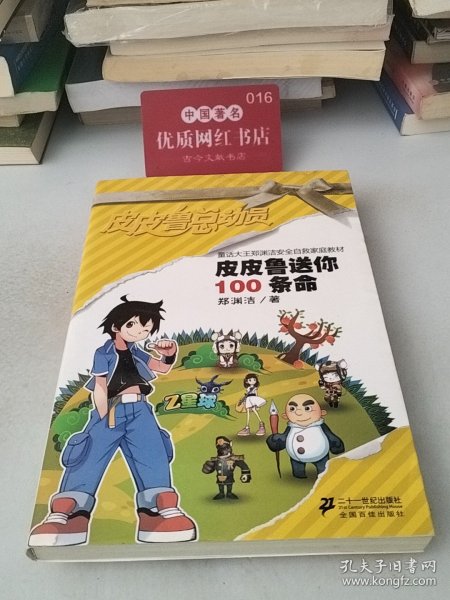 016
中国著名
优质网红书店
古今文献书店
皮皮鲁总动员
童话大王郑渊洁安全自救家庭教材
皮皮鲁送你
100条命
郑渊洁/著
乙星球
21
二十一世纪出版社
21st Century Publishing House
全国百佳出版社
孔夫子旧书网
www.kongfz.com